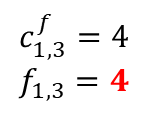 c^f_{1,3} = 4
f_{1,3} = 4